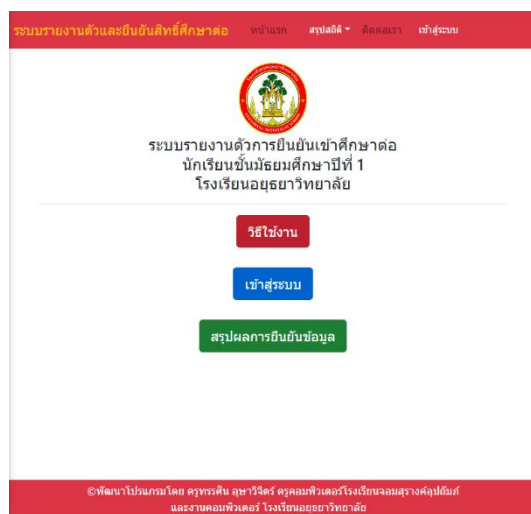 ระบบรายงานตัวและยืนยันสิทธิ์ศึกษาต่อ หน้าแรก สรุปสถิติ ติดต่อเรา เข้าสู่ระบบ
ระบบรายงานตัวการยืนยันเข้าศึกษาต่อ
นักเรียนชั้นมัธยมศึกษาปีที่ 1
โรงเรียนอยุธยาวิทยาลัย
วิธีใช้งาน
เข้าสู่ระบบ
สรุปผลการยืนยันข้อมูล
©พัฒนาโปรแกรมโดย ครูทรรศิน อุษาวิจิตร์ ครูคอมพิวเตอร์โรงเรียนจอมสุรางค์อุปถัมภ์
และงานคอมพิวเตอร์ โรงเรียนอยุธยาวิทยาลัย